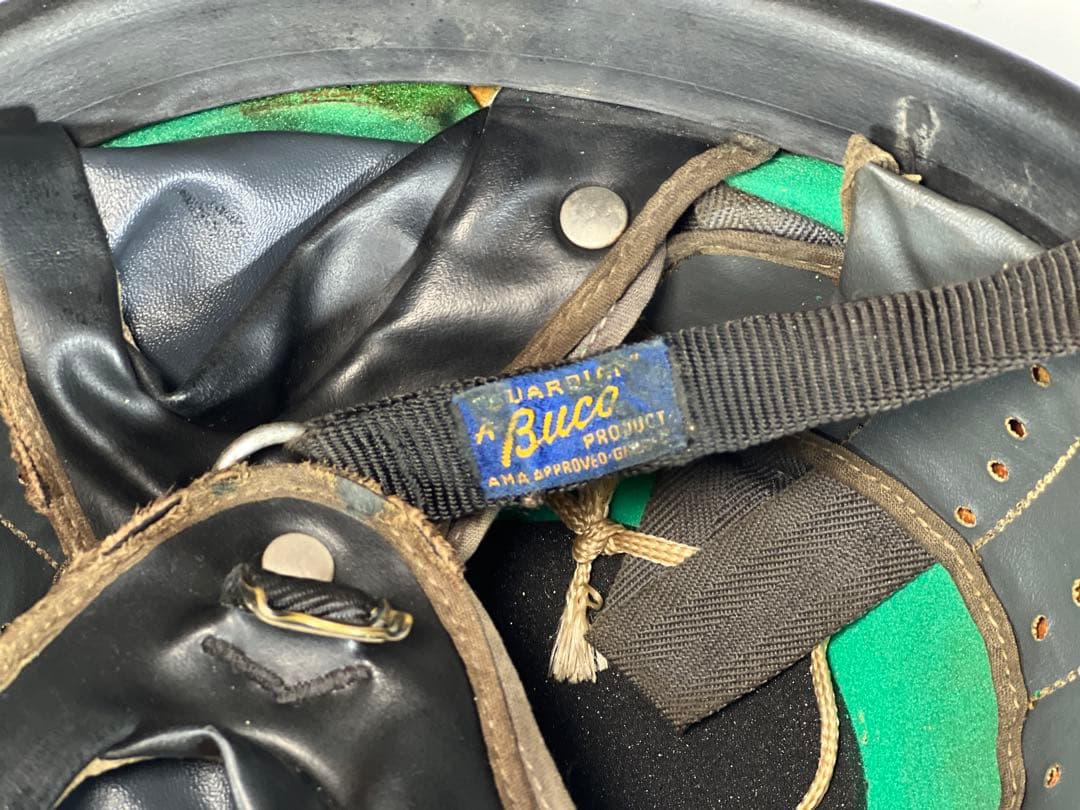 GUARDIAN
A Buco
PRODUCT
AMA APPROVED